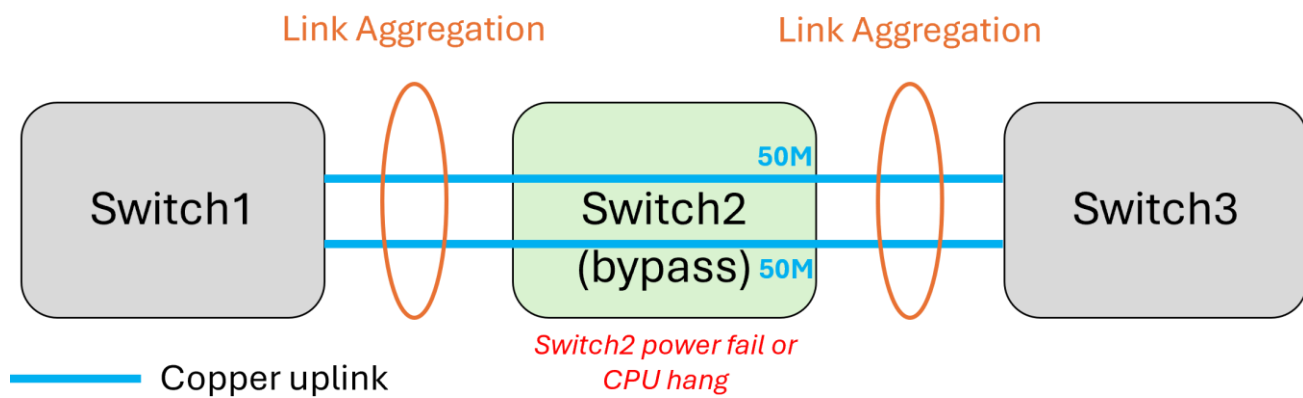 Link Aggregation
Link Aggregation
50M
Switch1
Switch2
Switch3
(bypass)
50M
Switch2 power fail or
CPU hang
Copper uplink